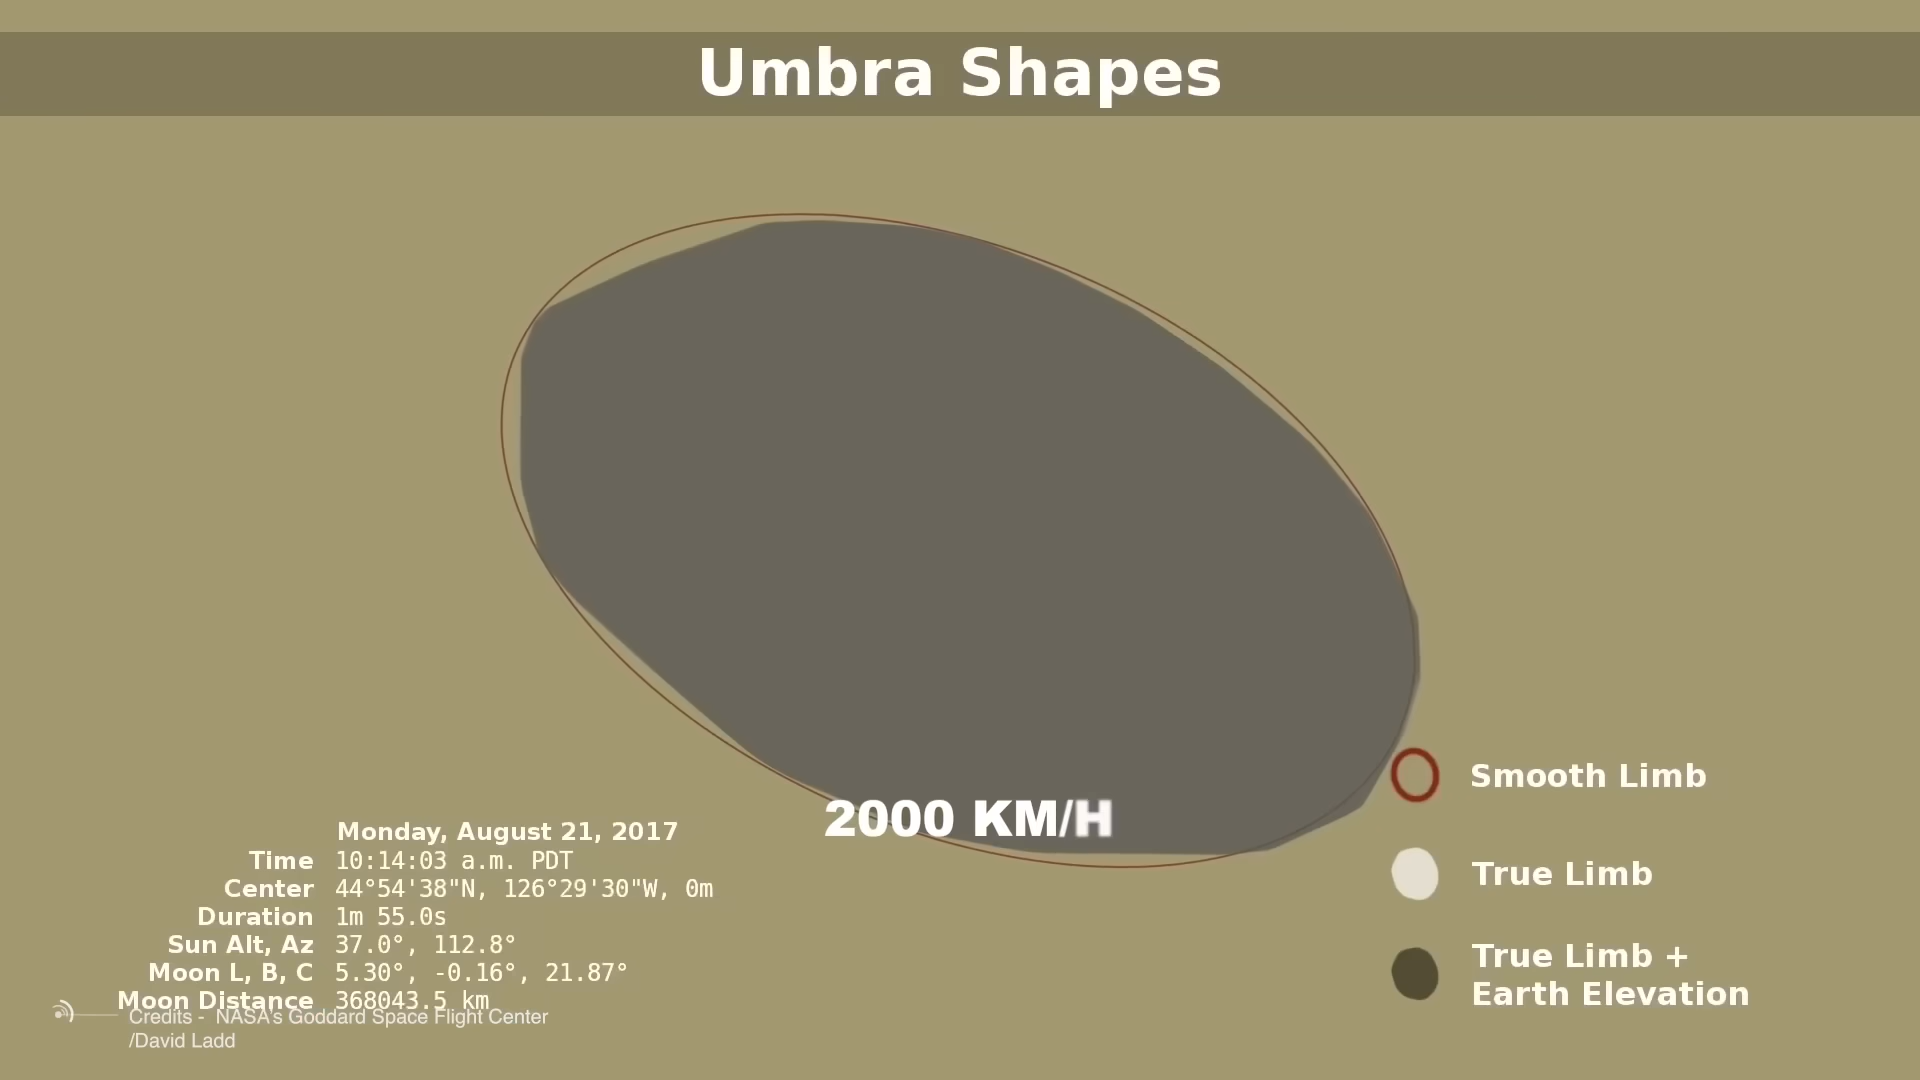 Umbra Shapes
2000 KM/H
Smooth Limb
True Limb
True Limb +
Earth Elevation
Monday, August 21, 2017
Time 10:14:03 a.m. PDT
Center 44°54'38"N, 126°29'30"W, 0m
Duration 1m 55.0s
Sun Alt, Az 37.0°, 112.8°
Moon L, B, C 5.30°, -0.16°, 21.87°
Moon Distance 368043.5 km
Credits - NASA's Goddard Space Flight Center
/David Ladd